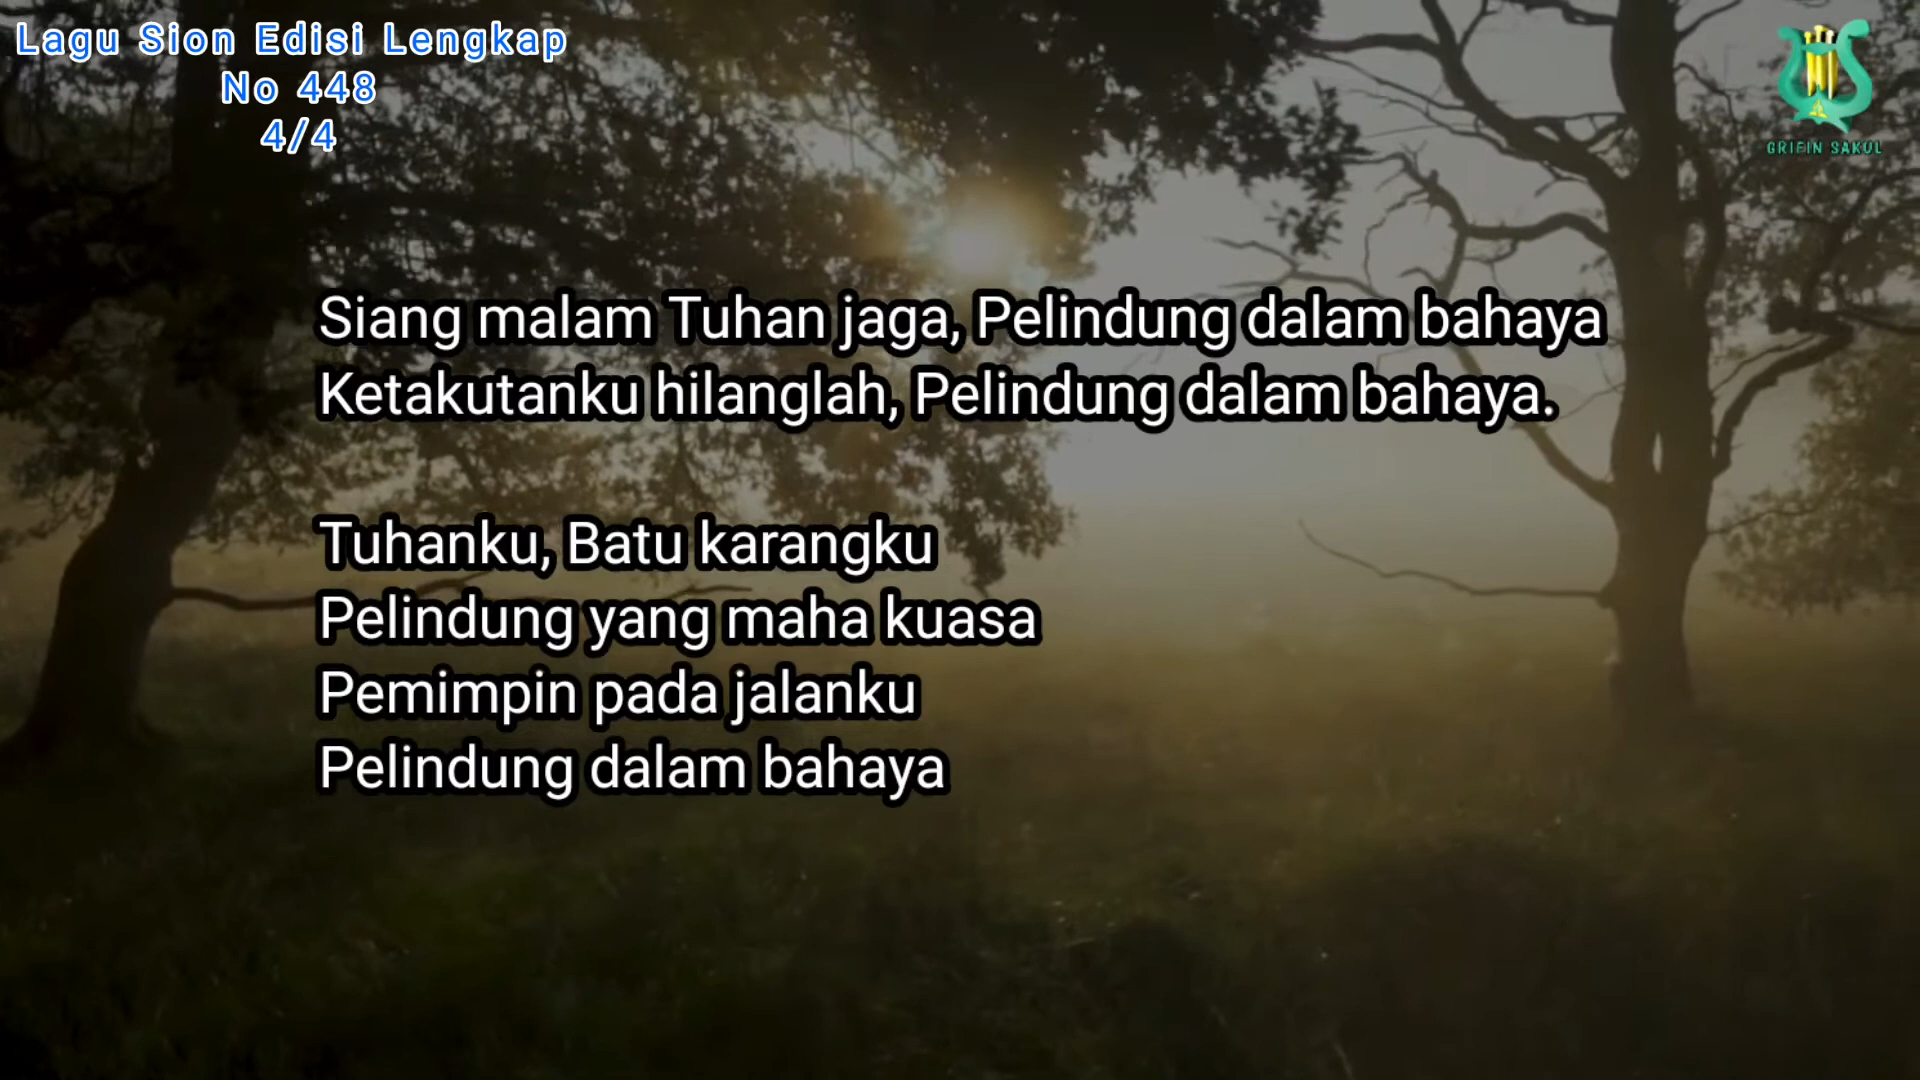 Lagu Sion Edisi Lengkap
No 448
4/4
GRIFIN SAKUL
Siang malam Tuhan jaga, Pelindung dalam bahaya
Ketakutanku hilanglah, Pelindung dalam bahaya.
Tuhanku, Batu karangku
Pelindung yang maha kuasa
Pemimpin pada jalanku
Pelindung dalam bahaya